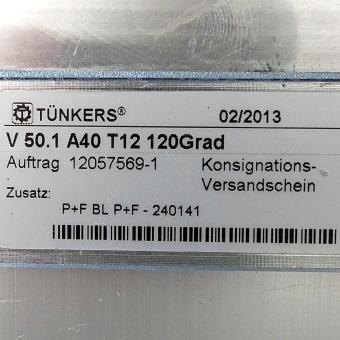 TÜNKERS® 02/2013
V 50.1 A40 T12 120Grad
Auftrag 12057569-1 Konsignations-
Versandschein
Zusatz:
P+F BL P+F - 240141